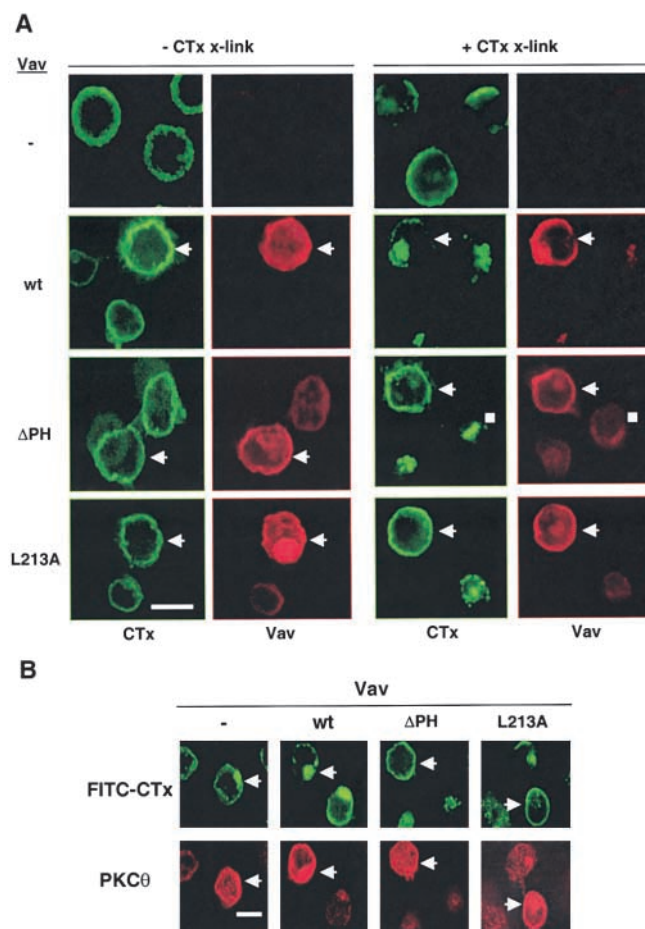 A
- CTx x-link
+ CTx x-link
Vav
-
wt
ΔPH
L213A
CTx
Vav
CTx
Vav
B
Vav
-
wt
ΔPH
L213A
FITC-CTx
PKCθ